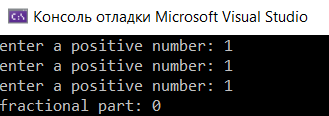 Консоль отладки Microsoft Visual Studio
enter a positive number: 1
enter a positive number: 1
enter a positive number: 1
fractional part: 0